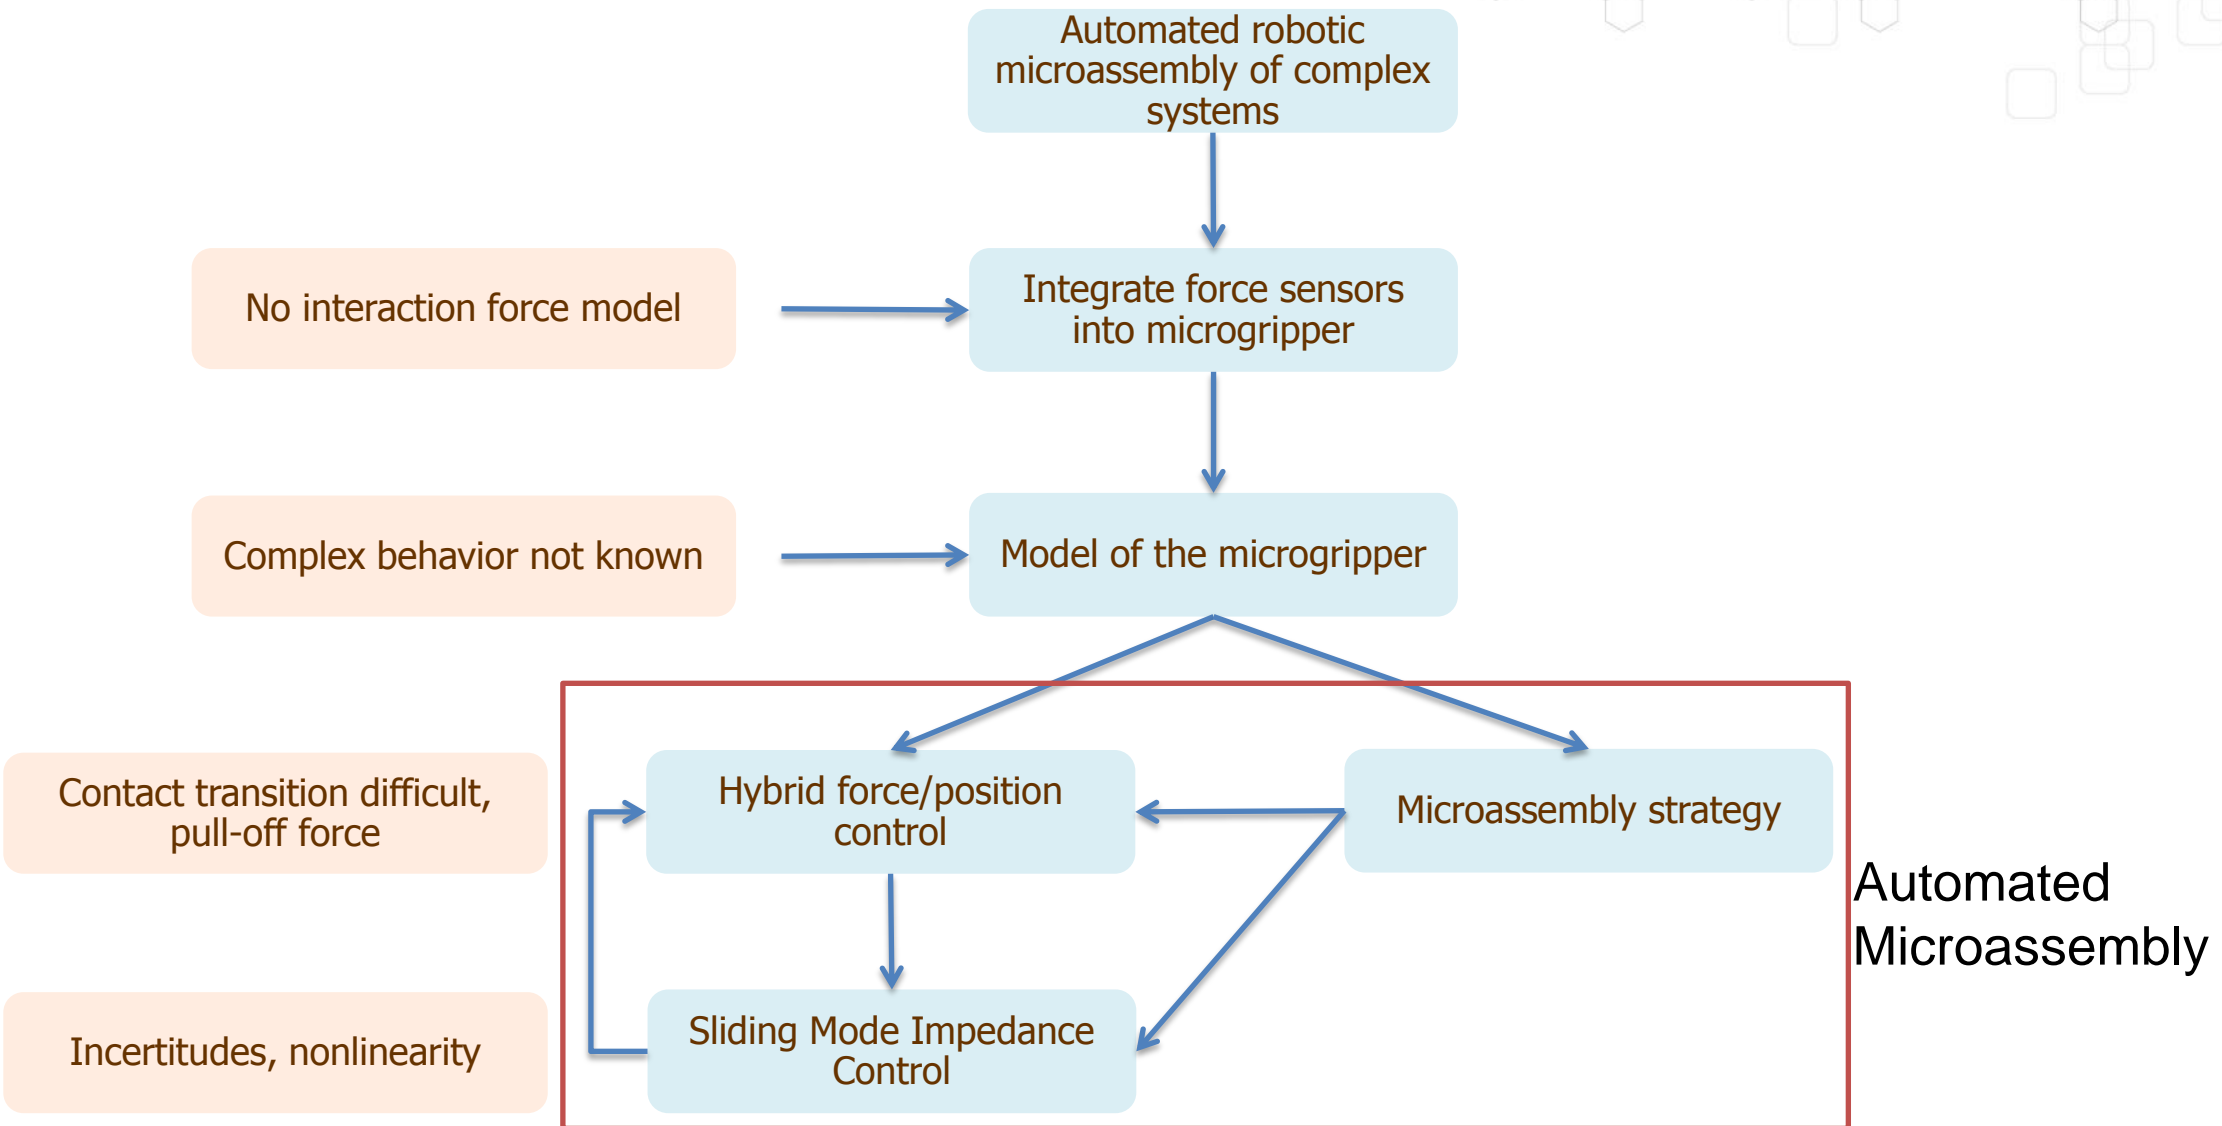 Automated robotic
microassembly of complex
systems
No interaction force model
Integrate force sensors
into microgripper
Complex behavior not known
Model of the microgripper
Contact transition difficult,
pull-off force
Hybrid force/position
control
Microassembly strategy
Automated
Microassembly
Incertitudes, nonlinearity
Sliding Mode Impedance
Control